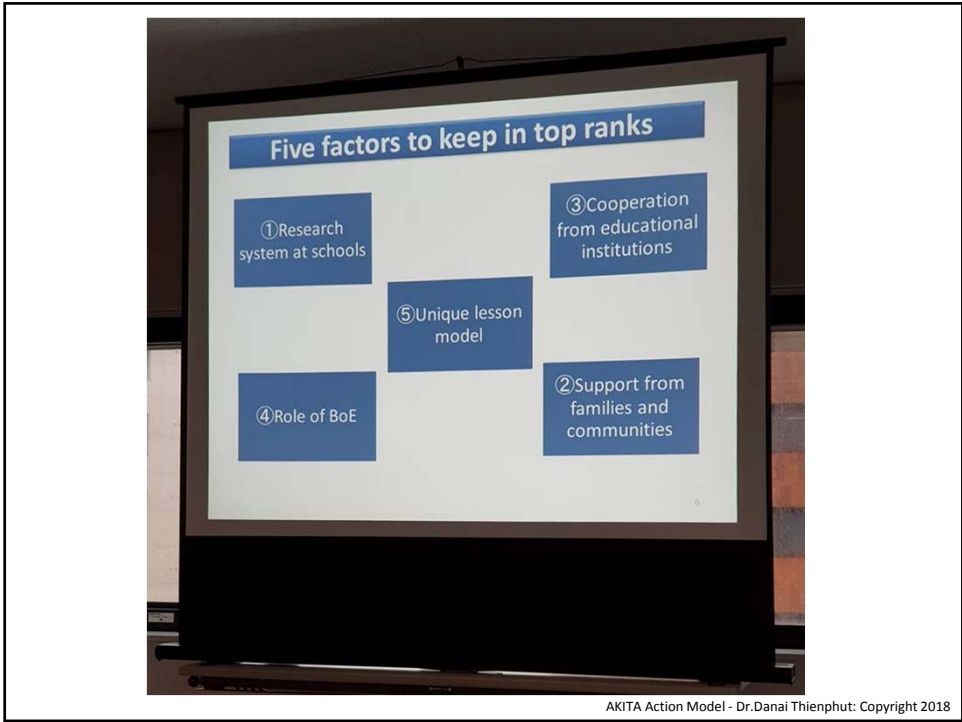 Five factors to keep in top ranks
①Research
system at schools
③Cooperation
from educational
institutions
⑤Unique lesson
model
④Role of BoE
②Support from
families and
communities
6
AKITA Action Model - Dr.Danai Thienphut: Copyright 2018